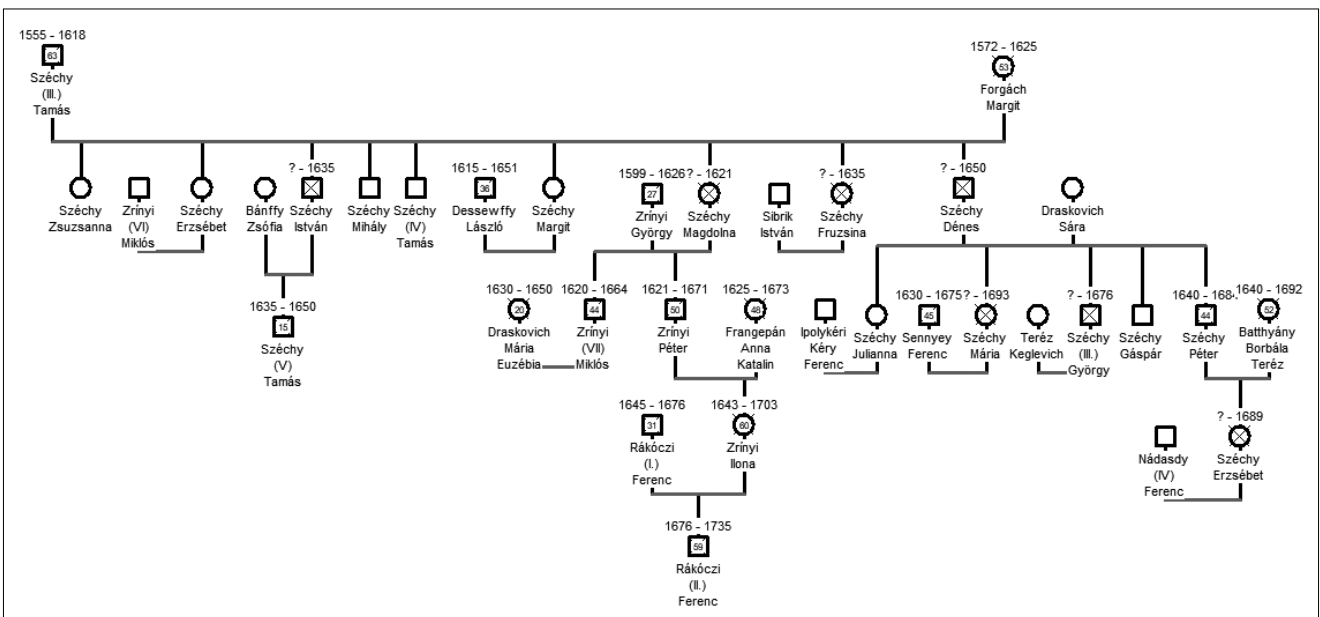 1555 - 1618
63
Széchy
(III.)
Tamás
1572 - 1625
53
Forgách
Margit
Széchy
Zsuzsanna
Zrínyi
(VI)
Miklós
Széchy
Erzsébet
Bánffy
Zsófia
? - 1635
Széchy
István
Széchy
Mihály
Széchy
(IV)
Tamás
1615 - 1651
36
Dessewffy
László
Széchy
Margit
1599 - 1626
27
Zrínyi
György
? - 1621
Széchy
Magdolna
Sibrik
István
? - 1635
Széchy
Fruzsina
? - 1650
Széchy
Dénes
Draskovich
Sára
1635 - 1650
15
Széchy
(V)
Tamás
1630 - 1650
20
Draskovich
Mária
Euzébia
1620 - 1664
44
Zrínyi
(VII)
Miklós
1621 - 1671
50
Zrínyi
Péter
1625 - 1673
48
Frangepán
Anna
Katalin
Ipolykéri
Kéry
Ferenc
Széchy
Julianna
1630 - 1675
45
Sennyey
Ferenc
? - 1693
Széchy
Mária
Teréz
Keglevich
? - 1676
Széchy
(III.)
György
Széchy
Gáspár
1640 - 168
44
Széchy
Péter
1640 - 1692
52
Batthyány
Borbála
Teréz
1645 - 1676
31
Rákóczi
(I.)
Ferenc
1643 - 1703
60
Zrínyi
Ilona
Nádasdy
(IV)
Ferenc
? - 1689
Széchy
Erzsébet
1676 - 1735
59
Rákóczi
(II.)
Ferenc